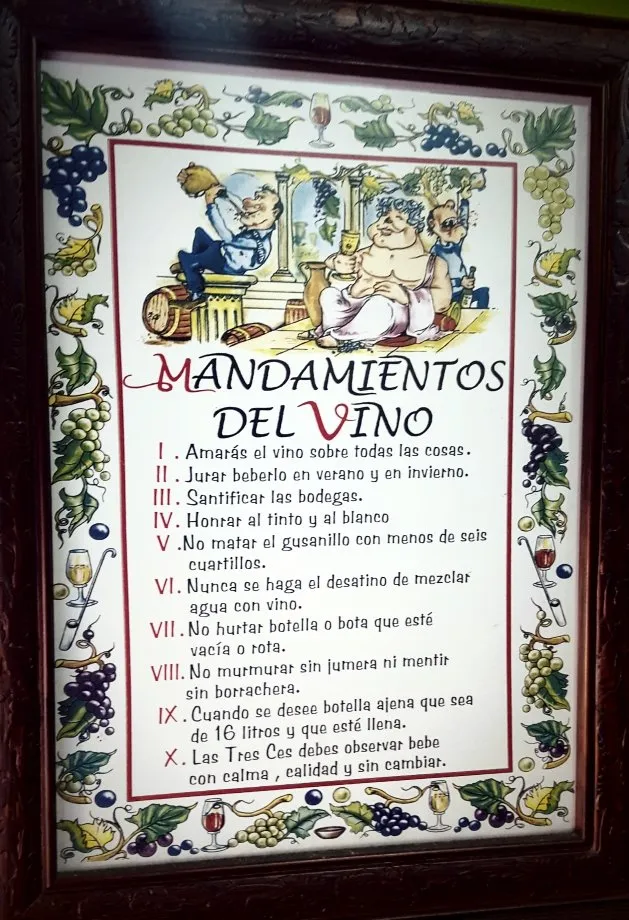 MANDAMIENTOS
DEL VINO
I . Amarás el vino sobre todas las cosas.
II . Jurar beberlo en verano y en invierno.
III . Santificar las bodegas.
IV. Honrar al tinto y al blanco
V .No matar el gusanillo con menos de seis
cuartillos.
VI. Nunca se haga el desatino de mezclar
agua con vino.
VII . No hurtar botella o bota que esté
vacía o rota.
VIII. No murmurar sin jumera ni mentir
sin borrachera.
IX . Cuando se desee botella ajena que sea
de 16 litros y que esté llena.
X. Las Tres Ces debes observar bebe
con calma , calidad y sin cambiar.